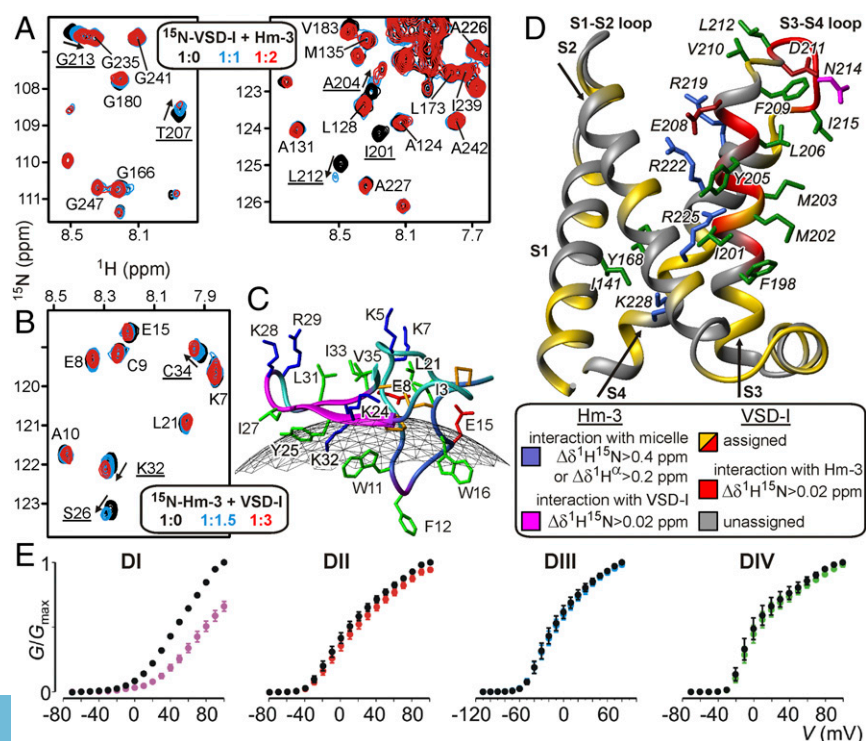 A
15N-VSD-I + Hm-3
1:0 1:1 1:2
G213
G235
G241
G180
T207
G247
G166
106
108
110
111
8.5
8.1
V183
M135
A204
L128
A131
L212
I201
A227
A226
L173
I239
A124
A242
122
123
124
125
126
8.5
8.1
7.7
15N (ppm)
1H (ppm)
B
8.5
8.3
7.9
E15
E8
C9
C34
K7
L21
A10
K32
S26
119
120
121
122
123
15N-Hm-3 + VSD-I
1:0 1:1.5 1:3
C
K28
R29
K5
K7
I33
V35
L21
L31
E8
I3
K24
E15
I27
Y25
K32
W11
W16
F12
D
S1-S2 loop
S2
S3-S4 loop
L212
V210
D211
N214
R219
F209
E208
I215
R222
L206
Y205
M203
R225
M202
S1
Y168
I201
I141
F198
K228
S4
S3
Hm-3
interaction with micelle
Δδ1H15N>0.4 ppm
or Δδ1Hα>0.2 ppm
interaction with VSD-I
Δδ1H15N>0.02 ppm
VSD-I
assigned
interaction with Hm-3
Δδ1H15N>0.02 ppm
unassigned
E
DI
DII
DIII
DIV
G/Gmax
1
0
-80 -40 0 40 80
-80 -40 0 40 80
-120 -60 0 60
-80 -40 0 40 80
V (mV)